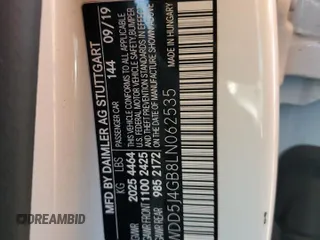 MFD BY DAIMLER AG STUTTGART
144 09/19
PASSENGER CAR
THIS VEHICLE CONFORMS TO ALL APPLICABLE
FEDERAL MOTOR VEHICLE SAFETY, BUMPER,
AND THEFT PREVENTION STANDARDS IN EFFECT
ON THE DATE OF MANUFACTURE SHOWN ABOVE
KG LBS
2025 4464
FRONT 1100 2425
985 2172
WDD5J4GB8LN062535
MADE IN HUNGARY
DREAMBID